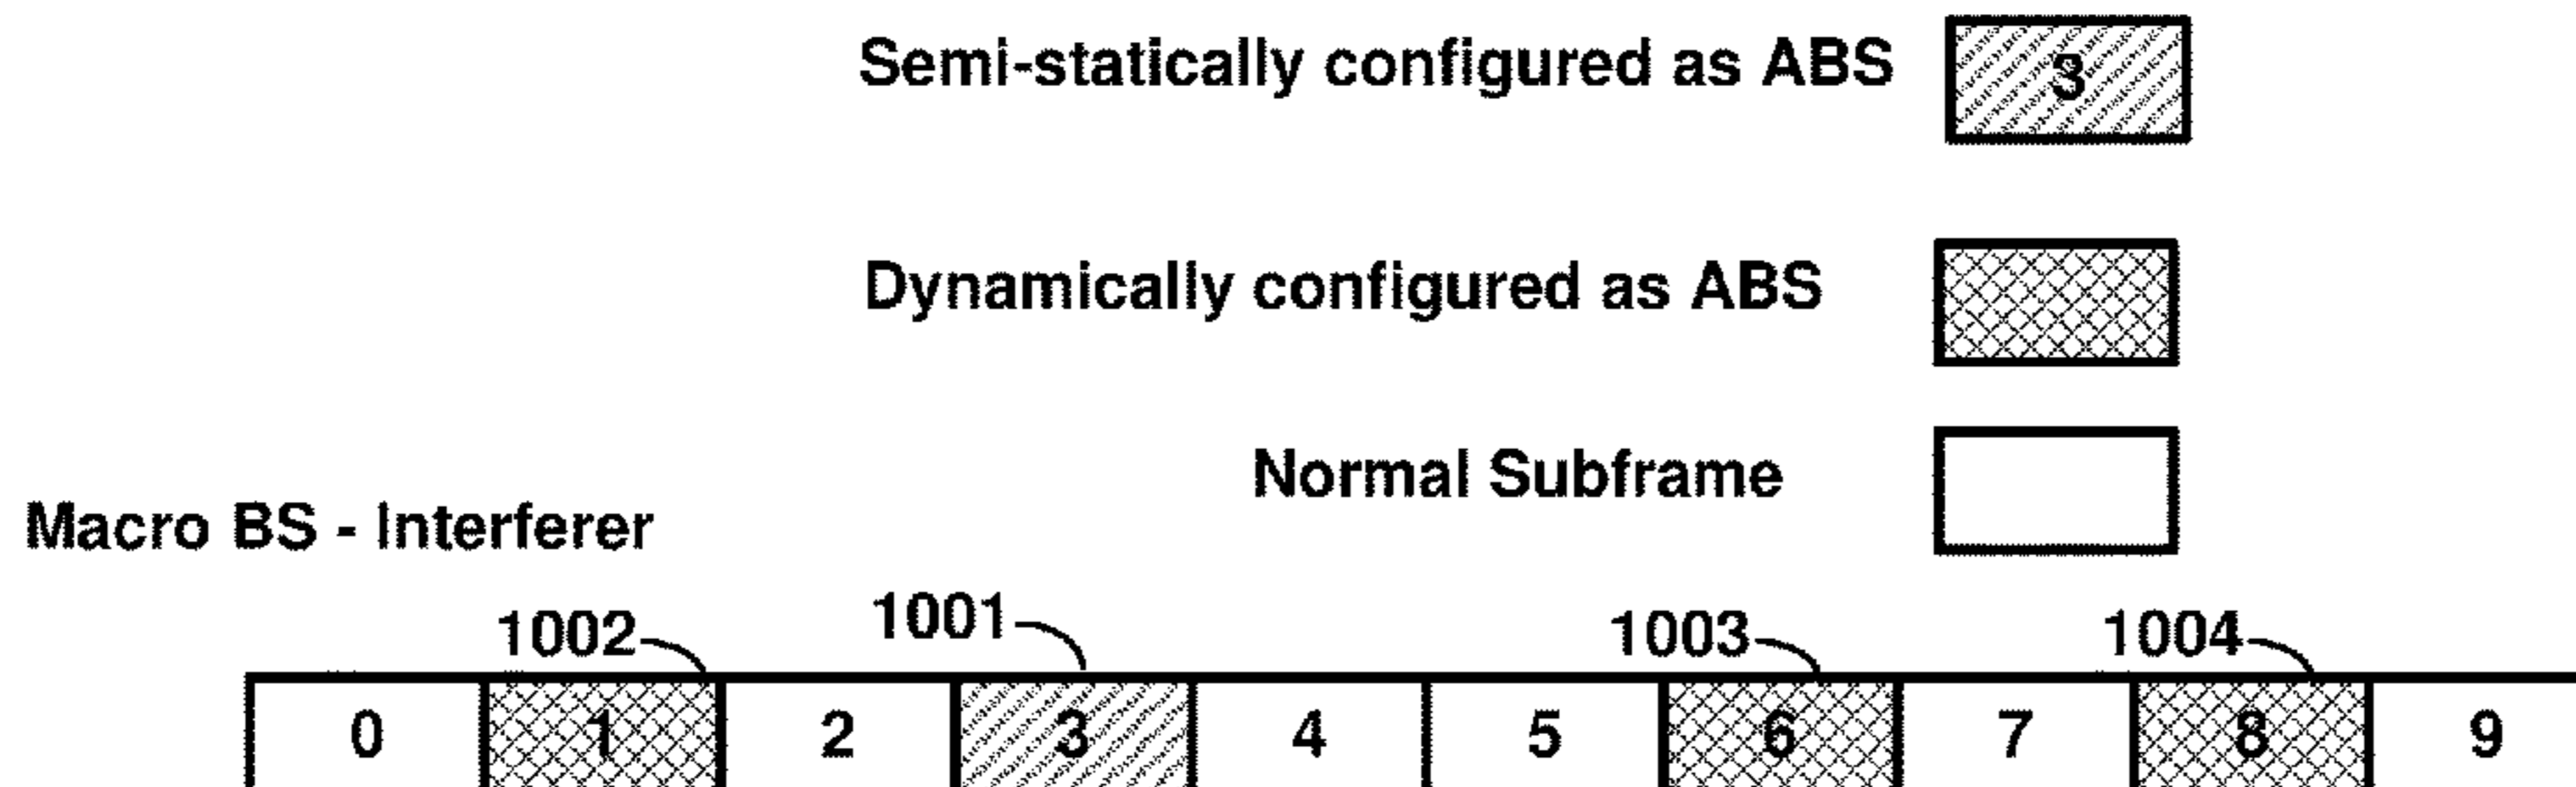 Semi-statically configured as ABS 3
Dynamically configured as ABS
Normal Subframe
Macro BS - Interferer
1002 1001 1003 1004
0 1 2 3 4 5 6 7 8 9